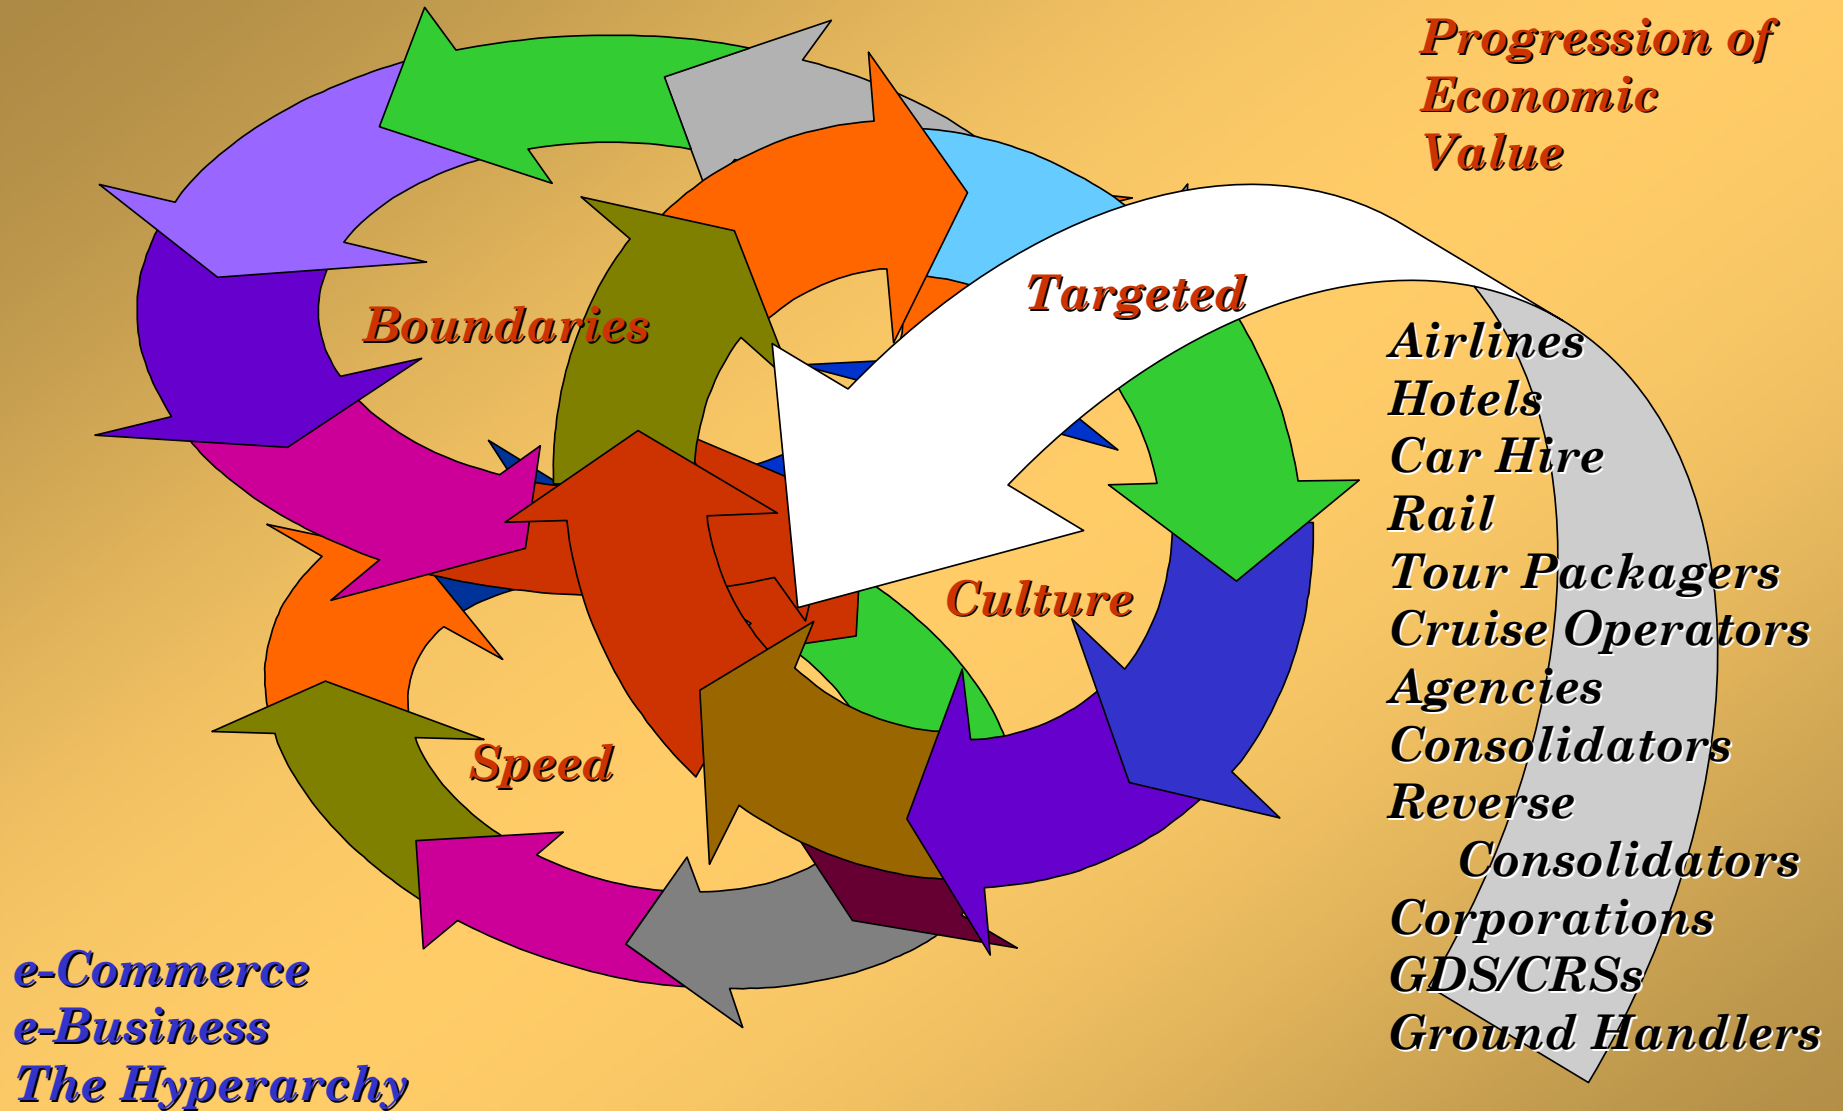 Progression of
Economic
Value
Targeted
Boundaries
Culture
Speed
Airlines
Hotels
Car Hire
Rail
Tour Packagers
Cruise Operators
Agencies
Consolidators
Reverse
Consolidators
Corporations
GDS/CRSs
Ground Handlers
e-Commerce
e-Business
The Hyperarchy